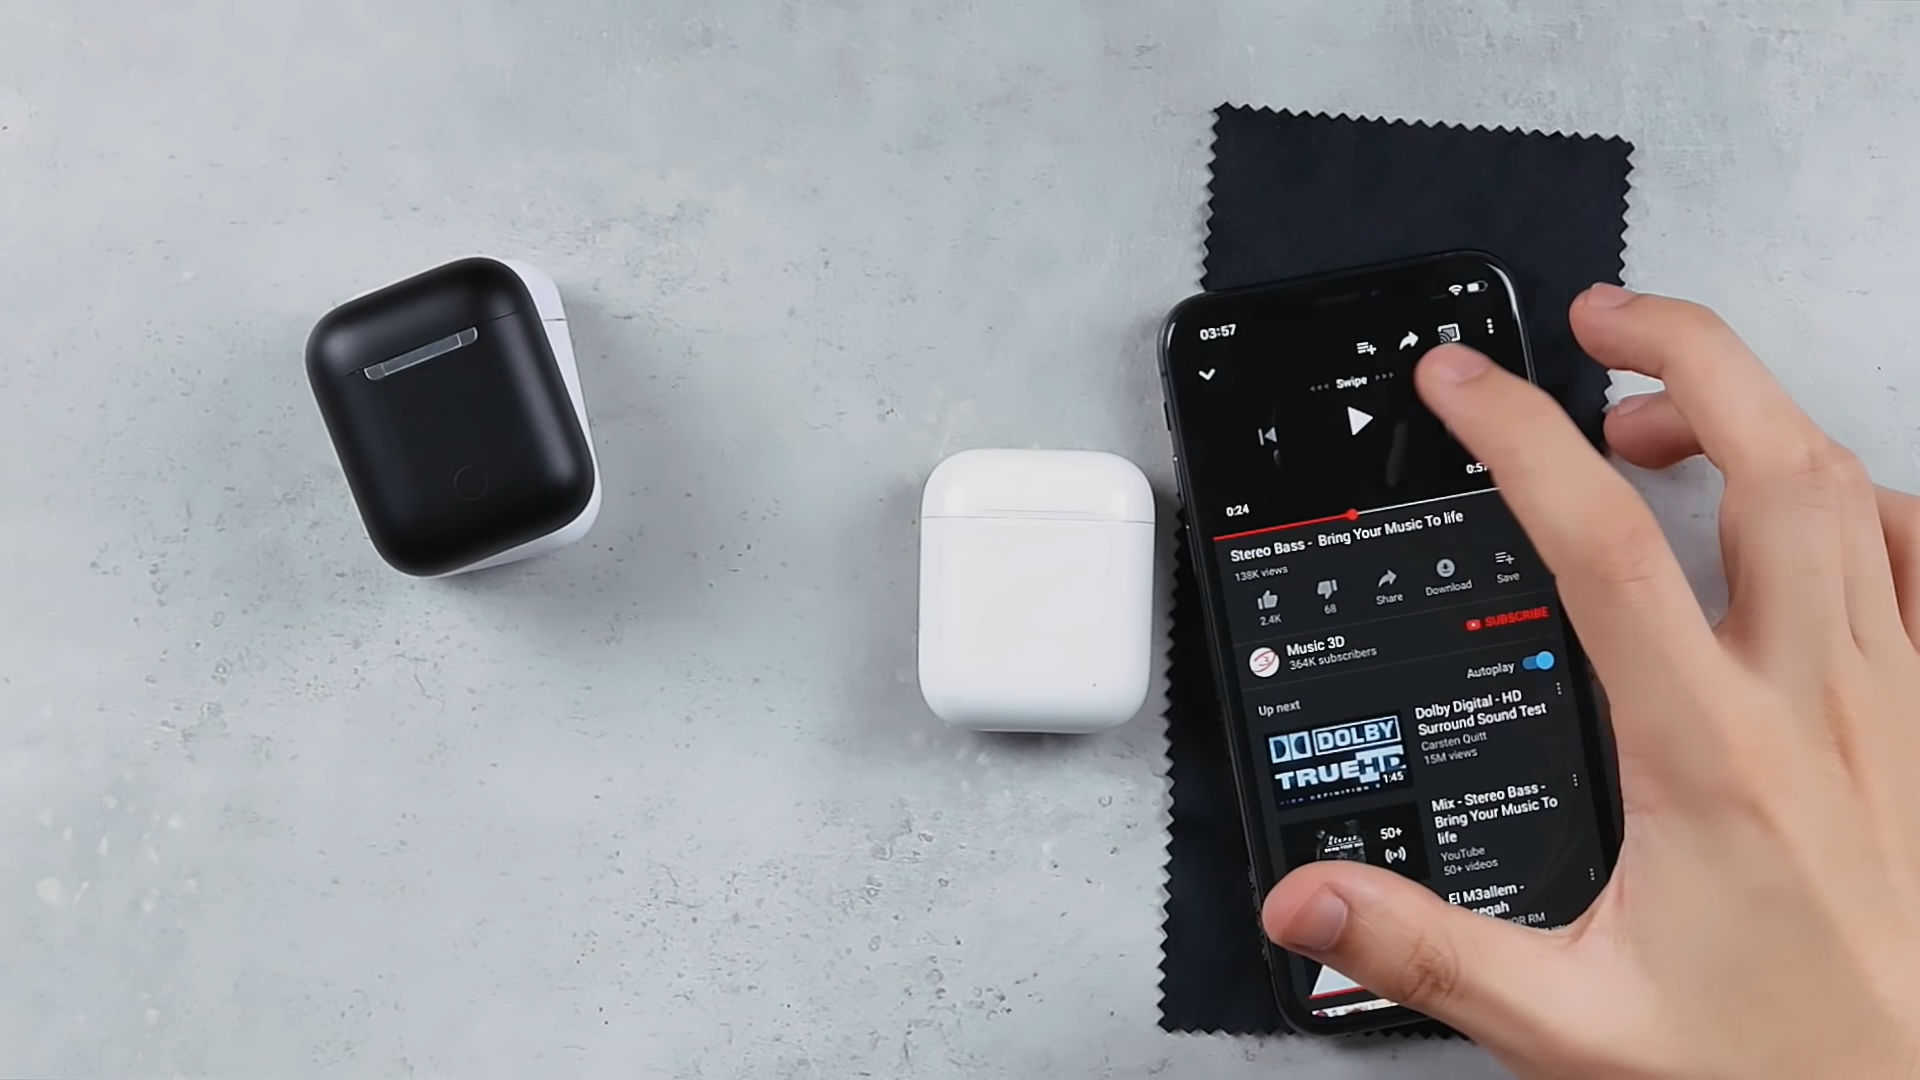 03:57
Swipe
0:57
0:24
Stereo Bass - Bring Your Music To life
138K views
2.4K
68
Share
Download
Save
Music 3D
364K subscribers
SUBSCRIBE
Autoplay
Up next
DOLBY
TRUEHD
1:45
Dolby Digital - HD
Surround Sound Test
Carsten Quitt
15M views
50+
Mix - Stereo Bass -
Bring Your Music To
life
YouTube
50+ videos
El M3allem -